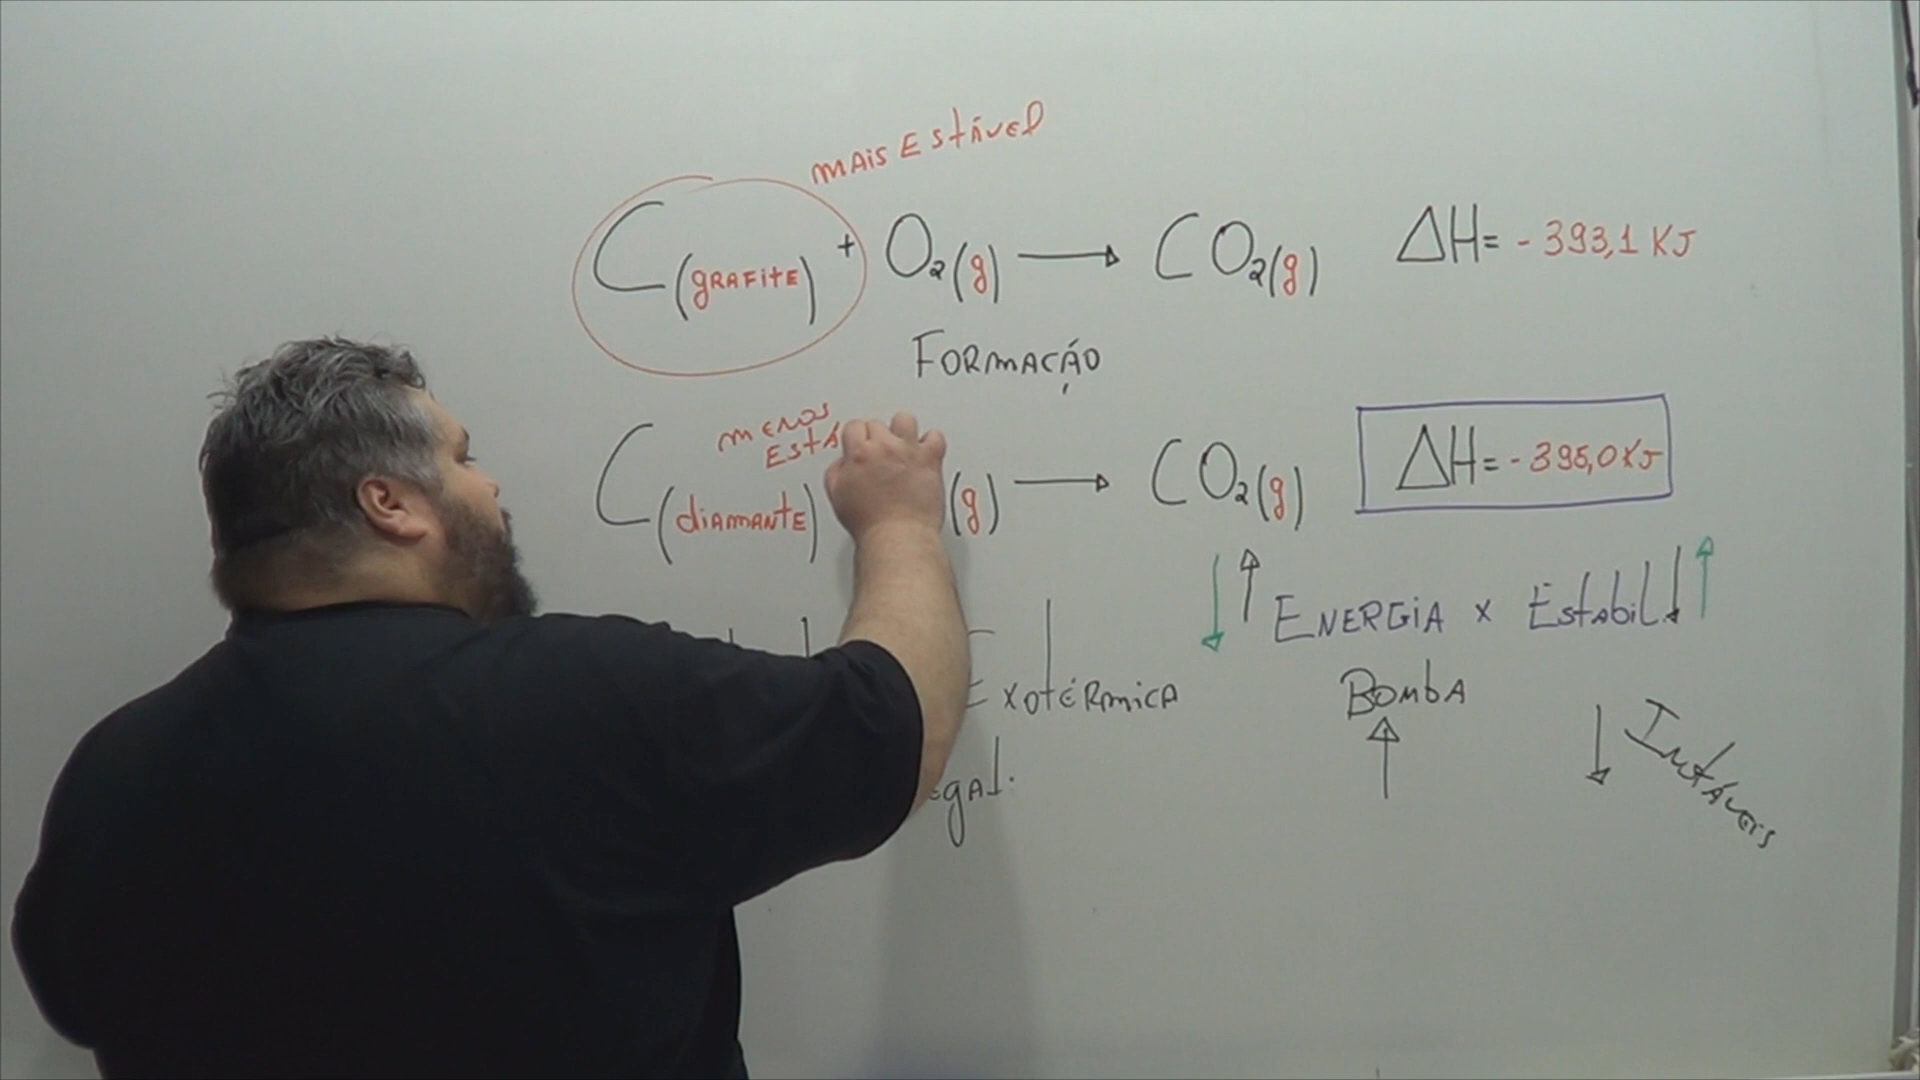 MAIS EStÁVEl
C(gRAFitE) + O₂(g) → CO₂(g) ΔH= - 393,1 KJ
FORMAÇÃO
MENOS
EStÁ
C(diAMANtE) (g) → CO₂(g) ΔH= - 395,0 KJ
↓↑ ENERGiA x Estabil ↓↑
ExotéRmicA
BOMbA
↑ ↓
egat.